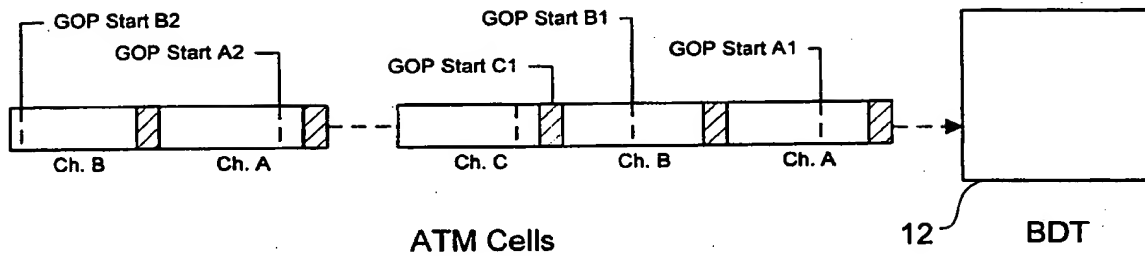 GOP Start B2
GOP Start A2
GOP Start C1
GOP Start B1
GOP Start A1
Ch. B
Ch. A
Ch. C
Ch. B
Ch. A
ATM Cells
12
BDT